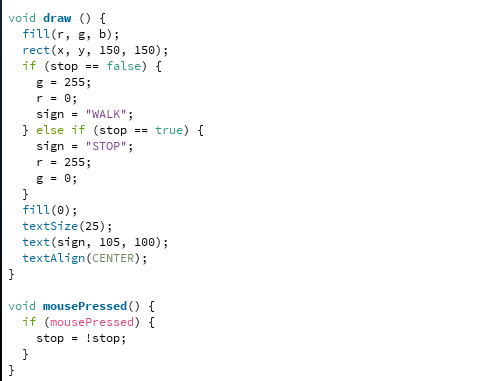 void draw () {
  fill(r, g, b);
  rect(x, y, 150, 150);
  if (stop == false) {
    g = 255;
    r = 0;
    sign = "WALK";
  } else if (stop == true) {
    sign = "STOP";
    r = 255;
    g = 0;
  }
  fill(0);
  textSize(25);
  text(sign, 105, 100);
  textAlign(CENTER);
}

void mousePressed() {
  if (mousePressed) {
    stop = !stop;
  }
}